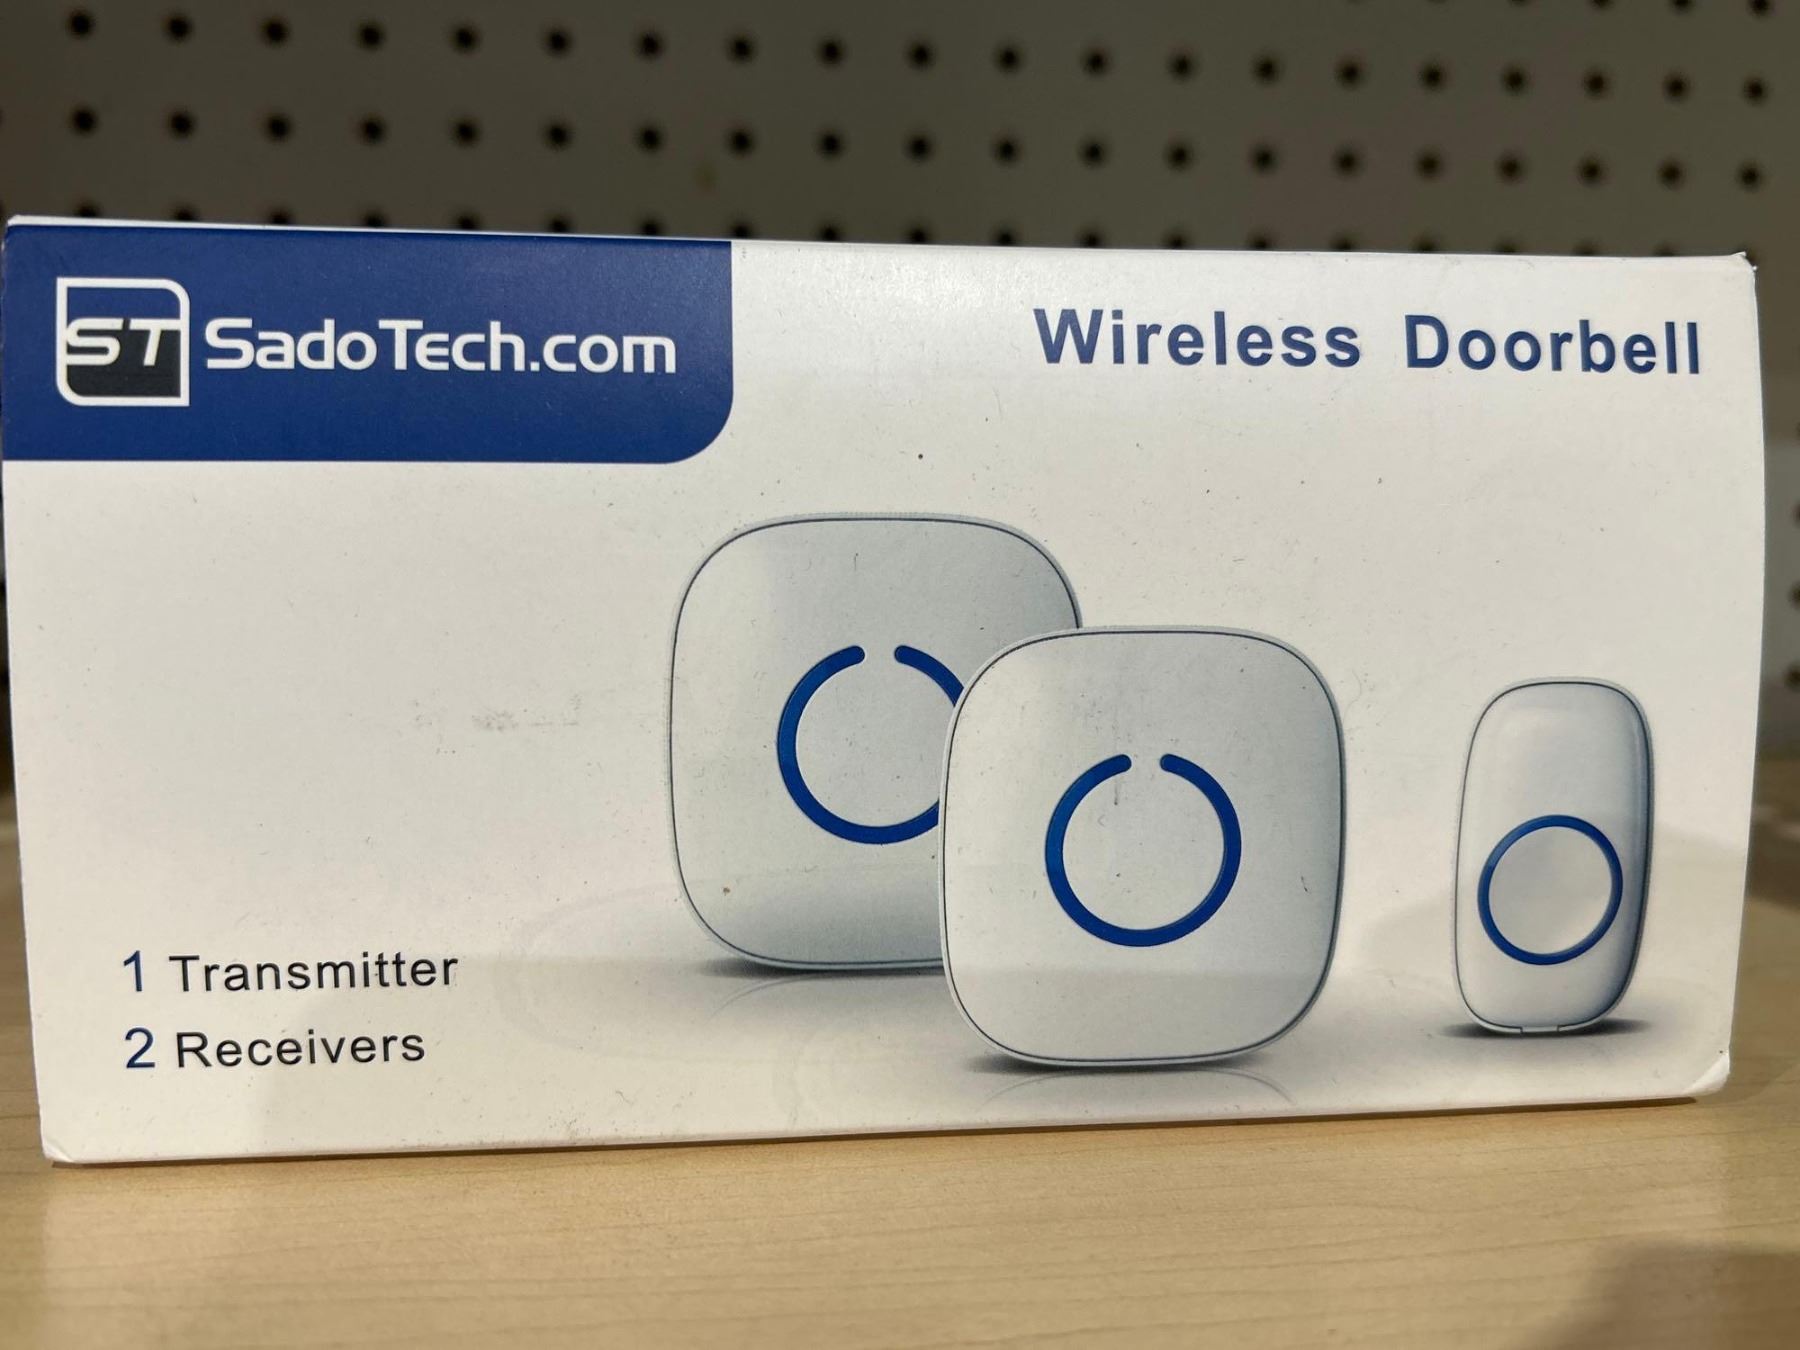 ST SadoTech.com
Wireless Doorbell
1 Transmitter
2 Receivers